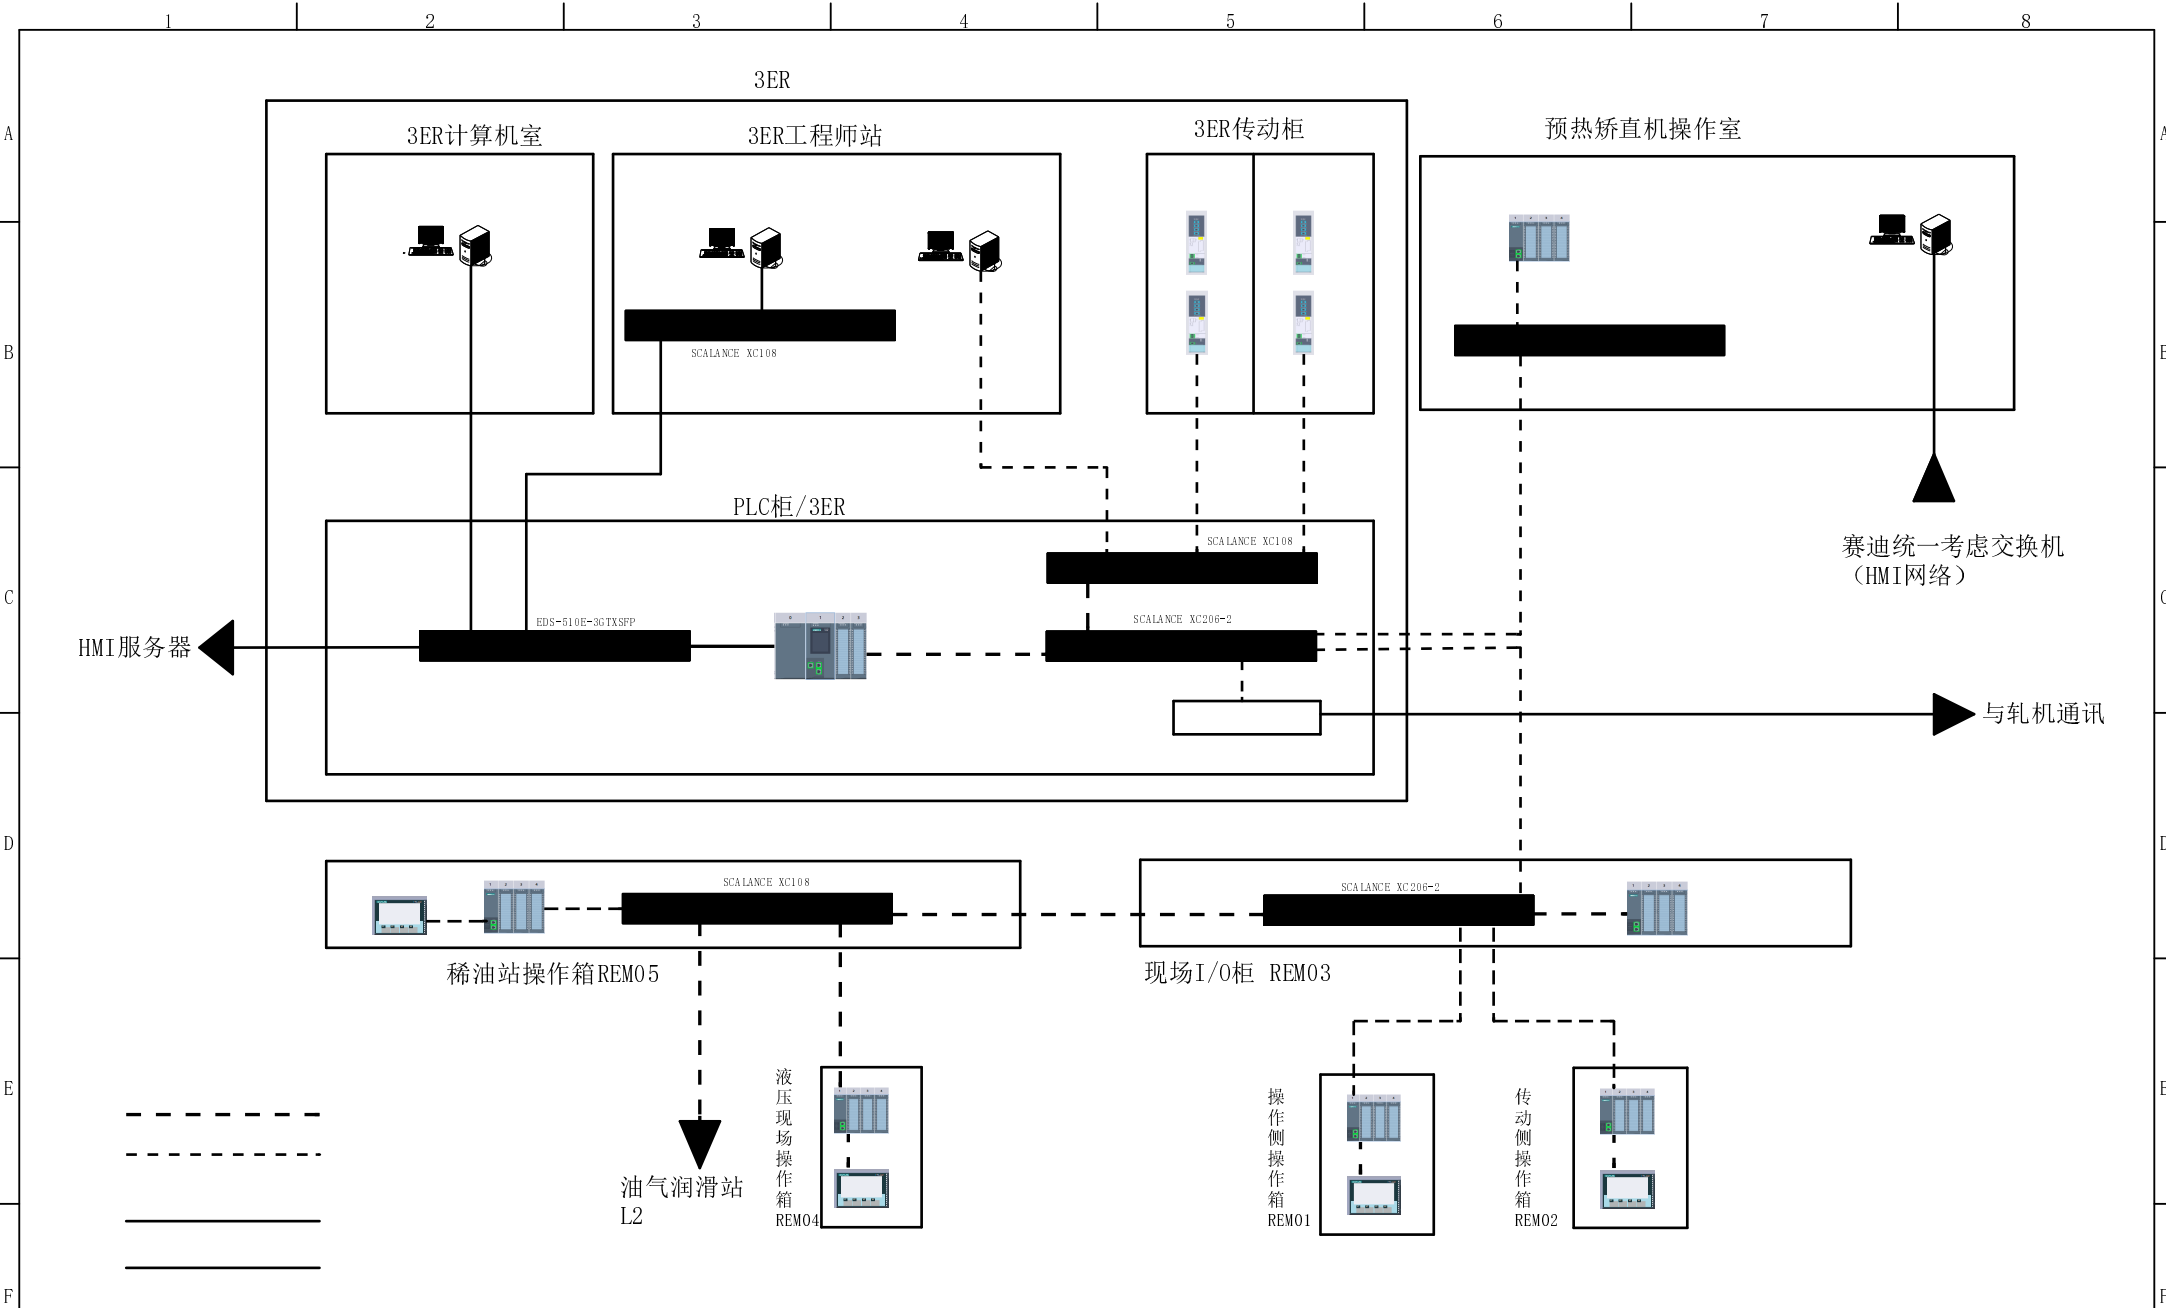 1 2 3 4 5 6 7 8
3ER
A
3ER计算机室
3ER工程师站
3ER传动柜
预热矫直机操作室
B
SCALANCE XC108
PLC柜/3ER
SCALANCE XC108
赛迪统一考虑交换机
（HMI网络）
C
EDS-510E-3GTXSFP
SCALANCE XC206-2
HMI服务器
与轧机通讯
D
D
SCALANCE XC108
SCALANCE XC206-2
稀油站操作箱REM05
现场I/O柜 REM03
E
液压现场操作箱
REM04
操作侧操作箱
REM01
传动侧操作箱
REM02
油气润滑站
L2
F